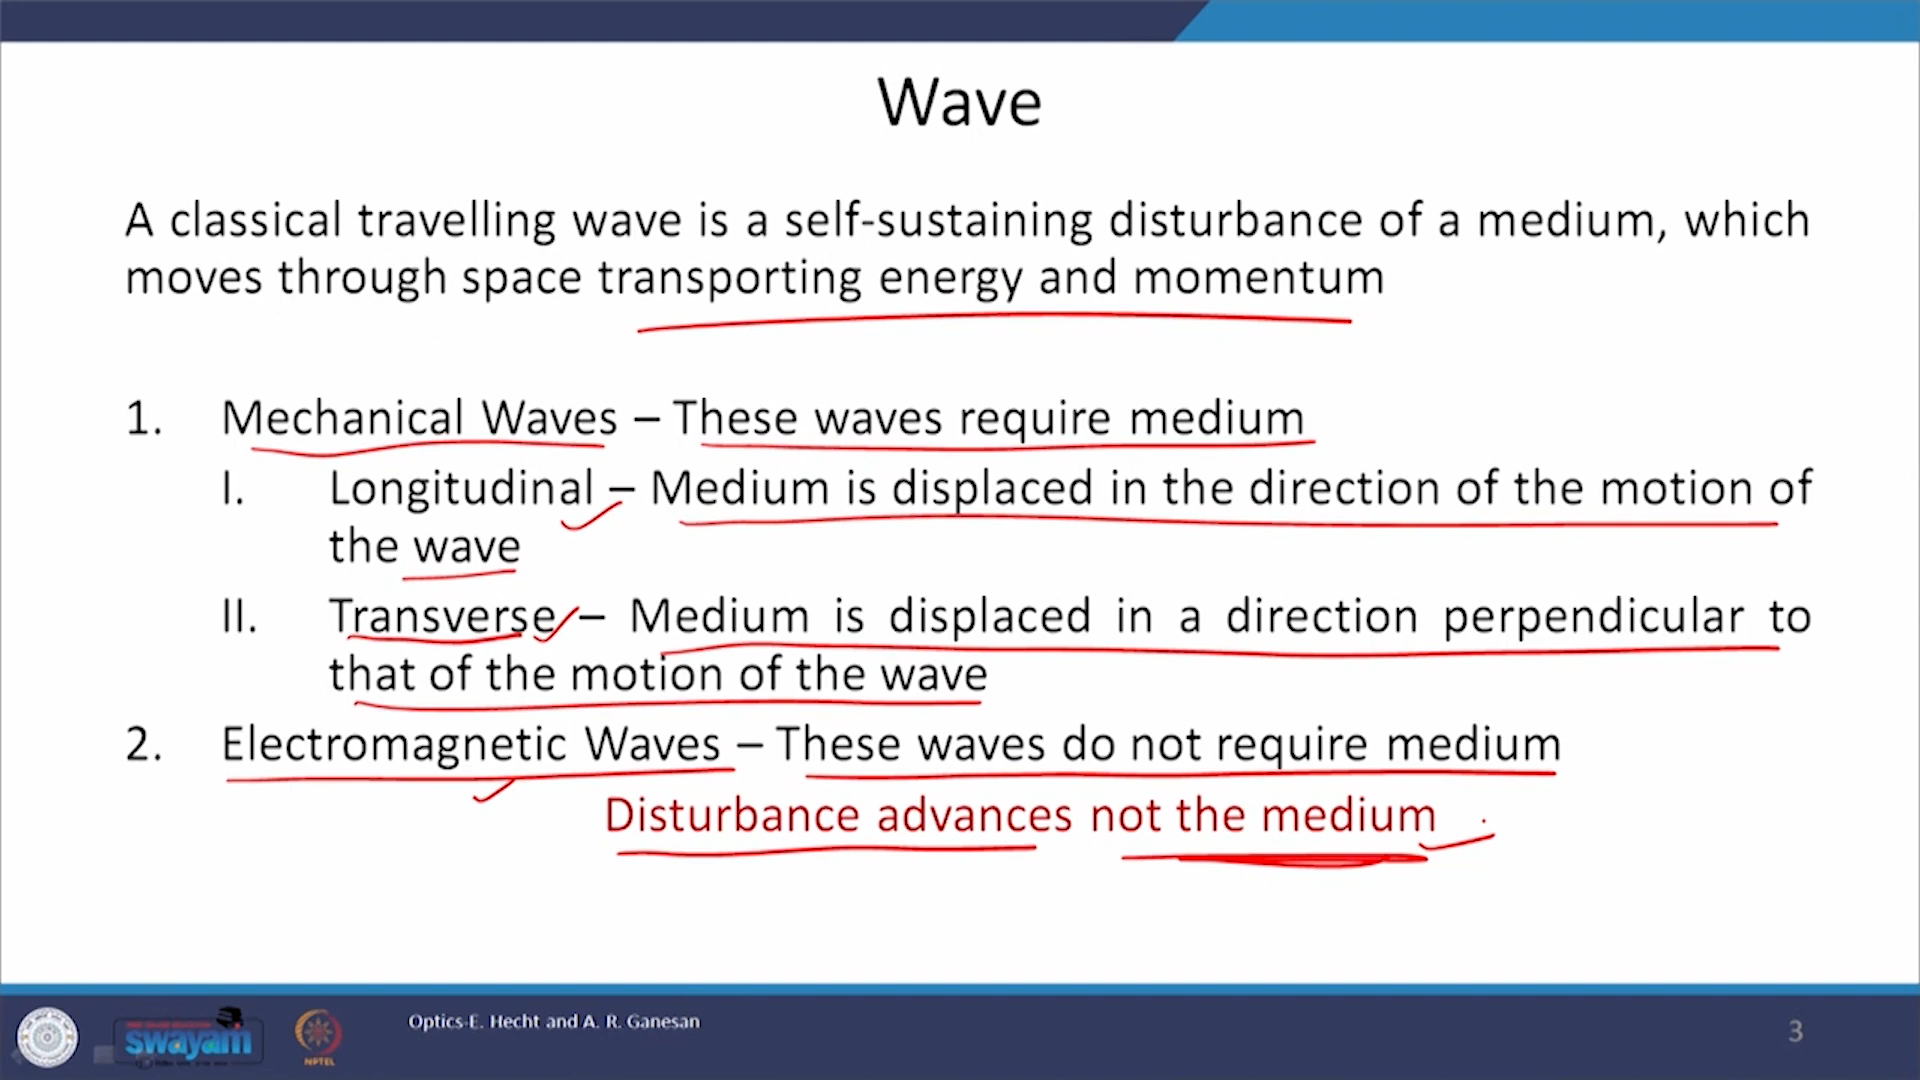 Wave
A classical travelling wave is a self-sustaining disturbance of a medium, which
moves through space transporting energy and momentum
1. Mechanical Waves – These waves require medium
I. Longitudinal – Medium is displaced in the direction of the motion of
the wave
II. Transverse – Medium is displaced in a direction perpendicular to
that of the motion of the wave
2. Electromagnetic Waves – These waves do not require medium
Disturbance advances not the medium
swayam
NPTEL
Optics-E. Hecht and A. R. Ganesan
3